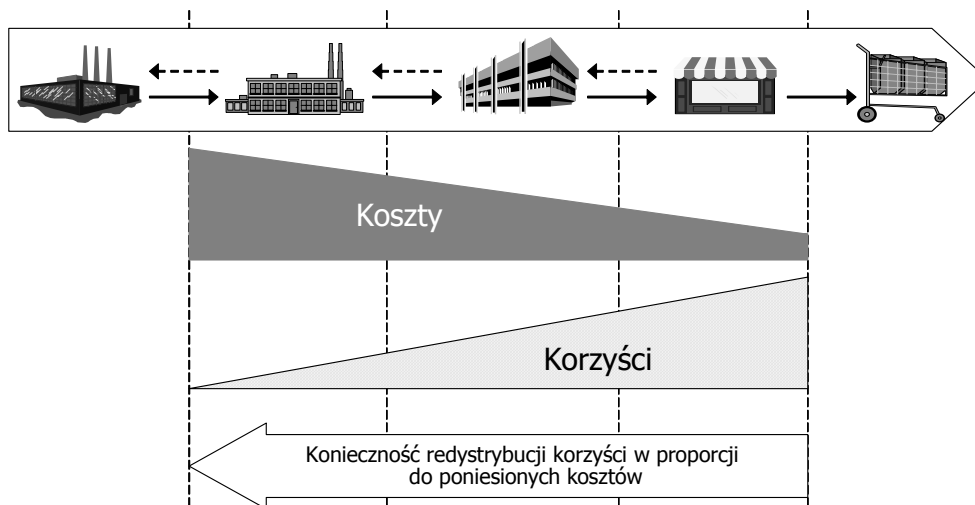 Koszty
Korzyści
Konieczność redystrybucji korzyści w proporcji
do poniesionych kosztów